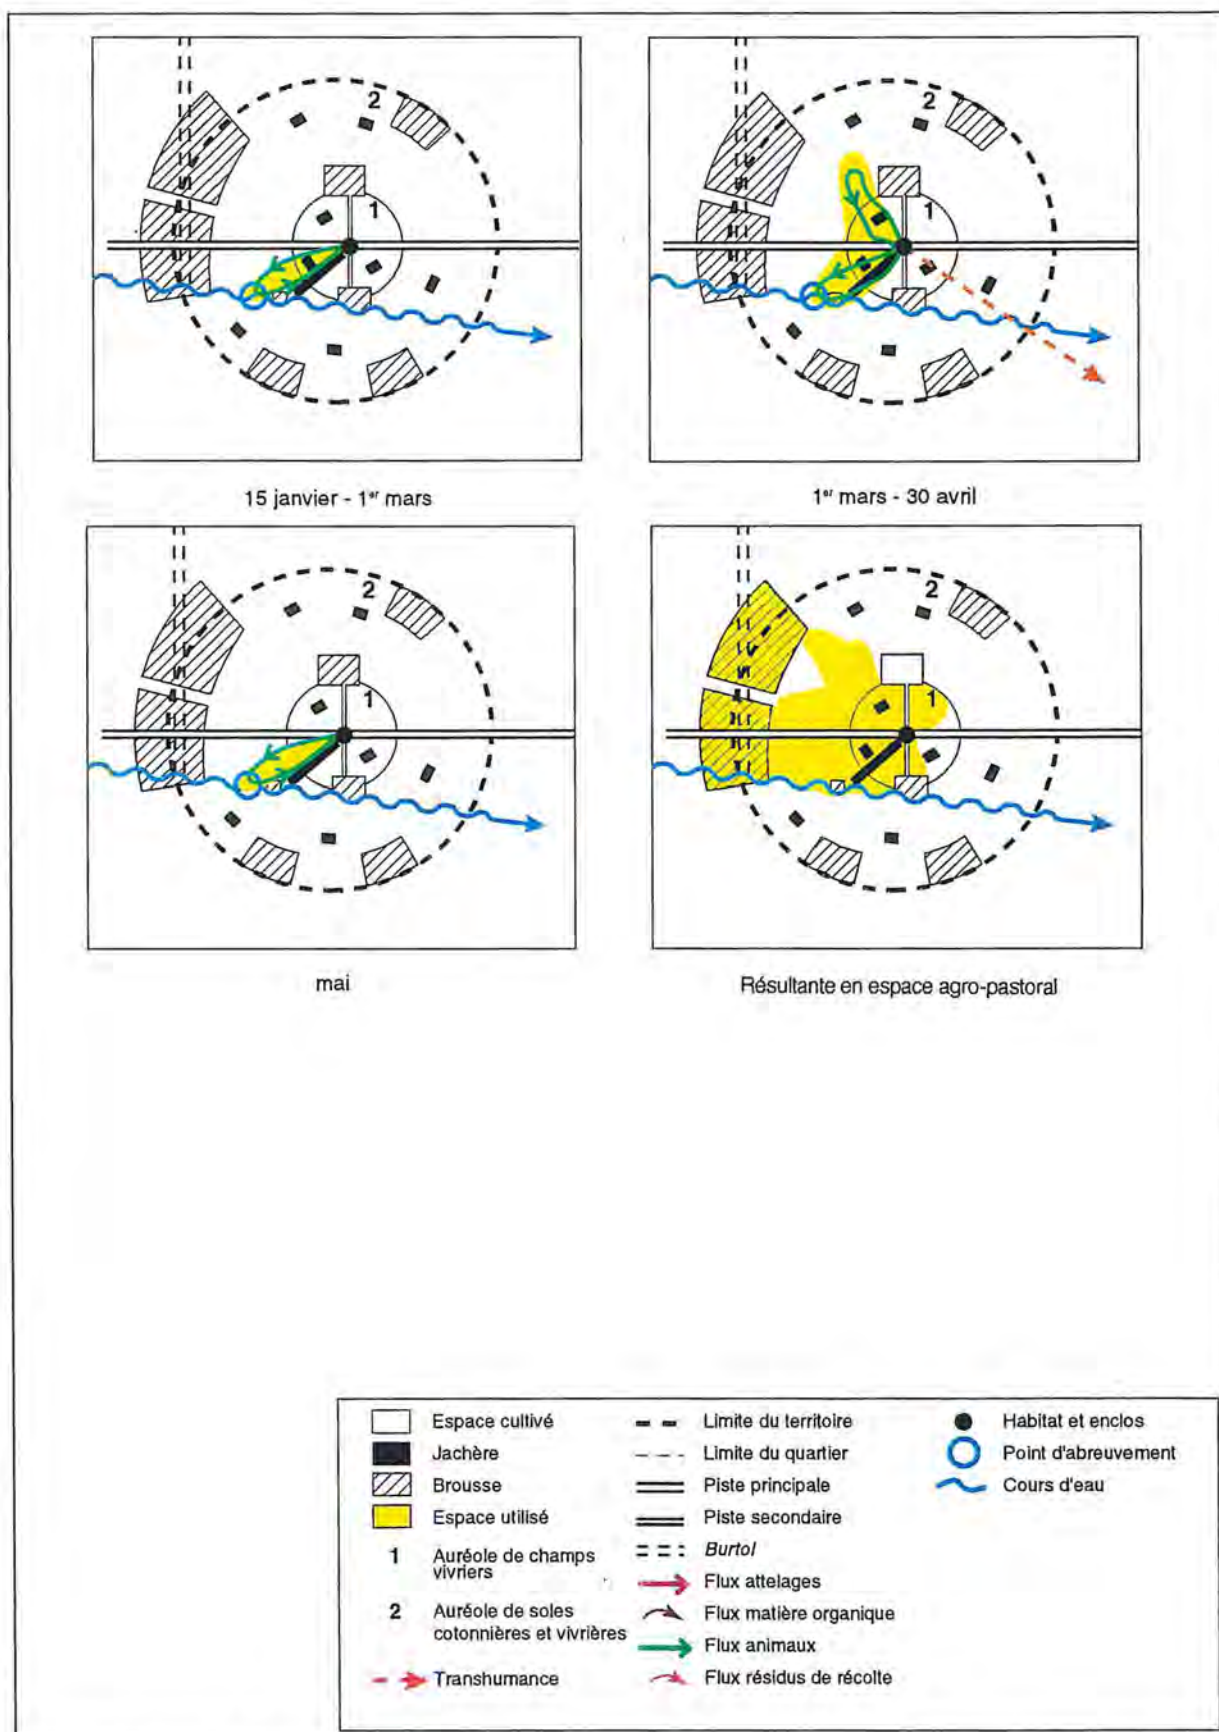 2
1
2
1
15 janvier - 1er mars
1er mars - 30 avril
2
1
2
1
mai
Résultante en espace agro-pastoral
Espace cultivé
Jachère
Brousse
Espace utilisé
1 Auréole de champs
vivriers
2 Auréole de soles
cotonnières et vivrières
Transhumance
Limite du territoire
Limite du quartier
Piste principale
Piste secondaire
Burtol
Flux attelages
Flux matière organique
Flux animaux
Flux résidus de récolte
Habitat et enclos
Point d'abreuvement
Cours d'eau